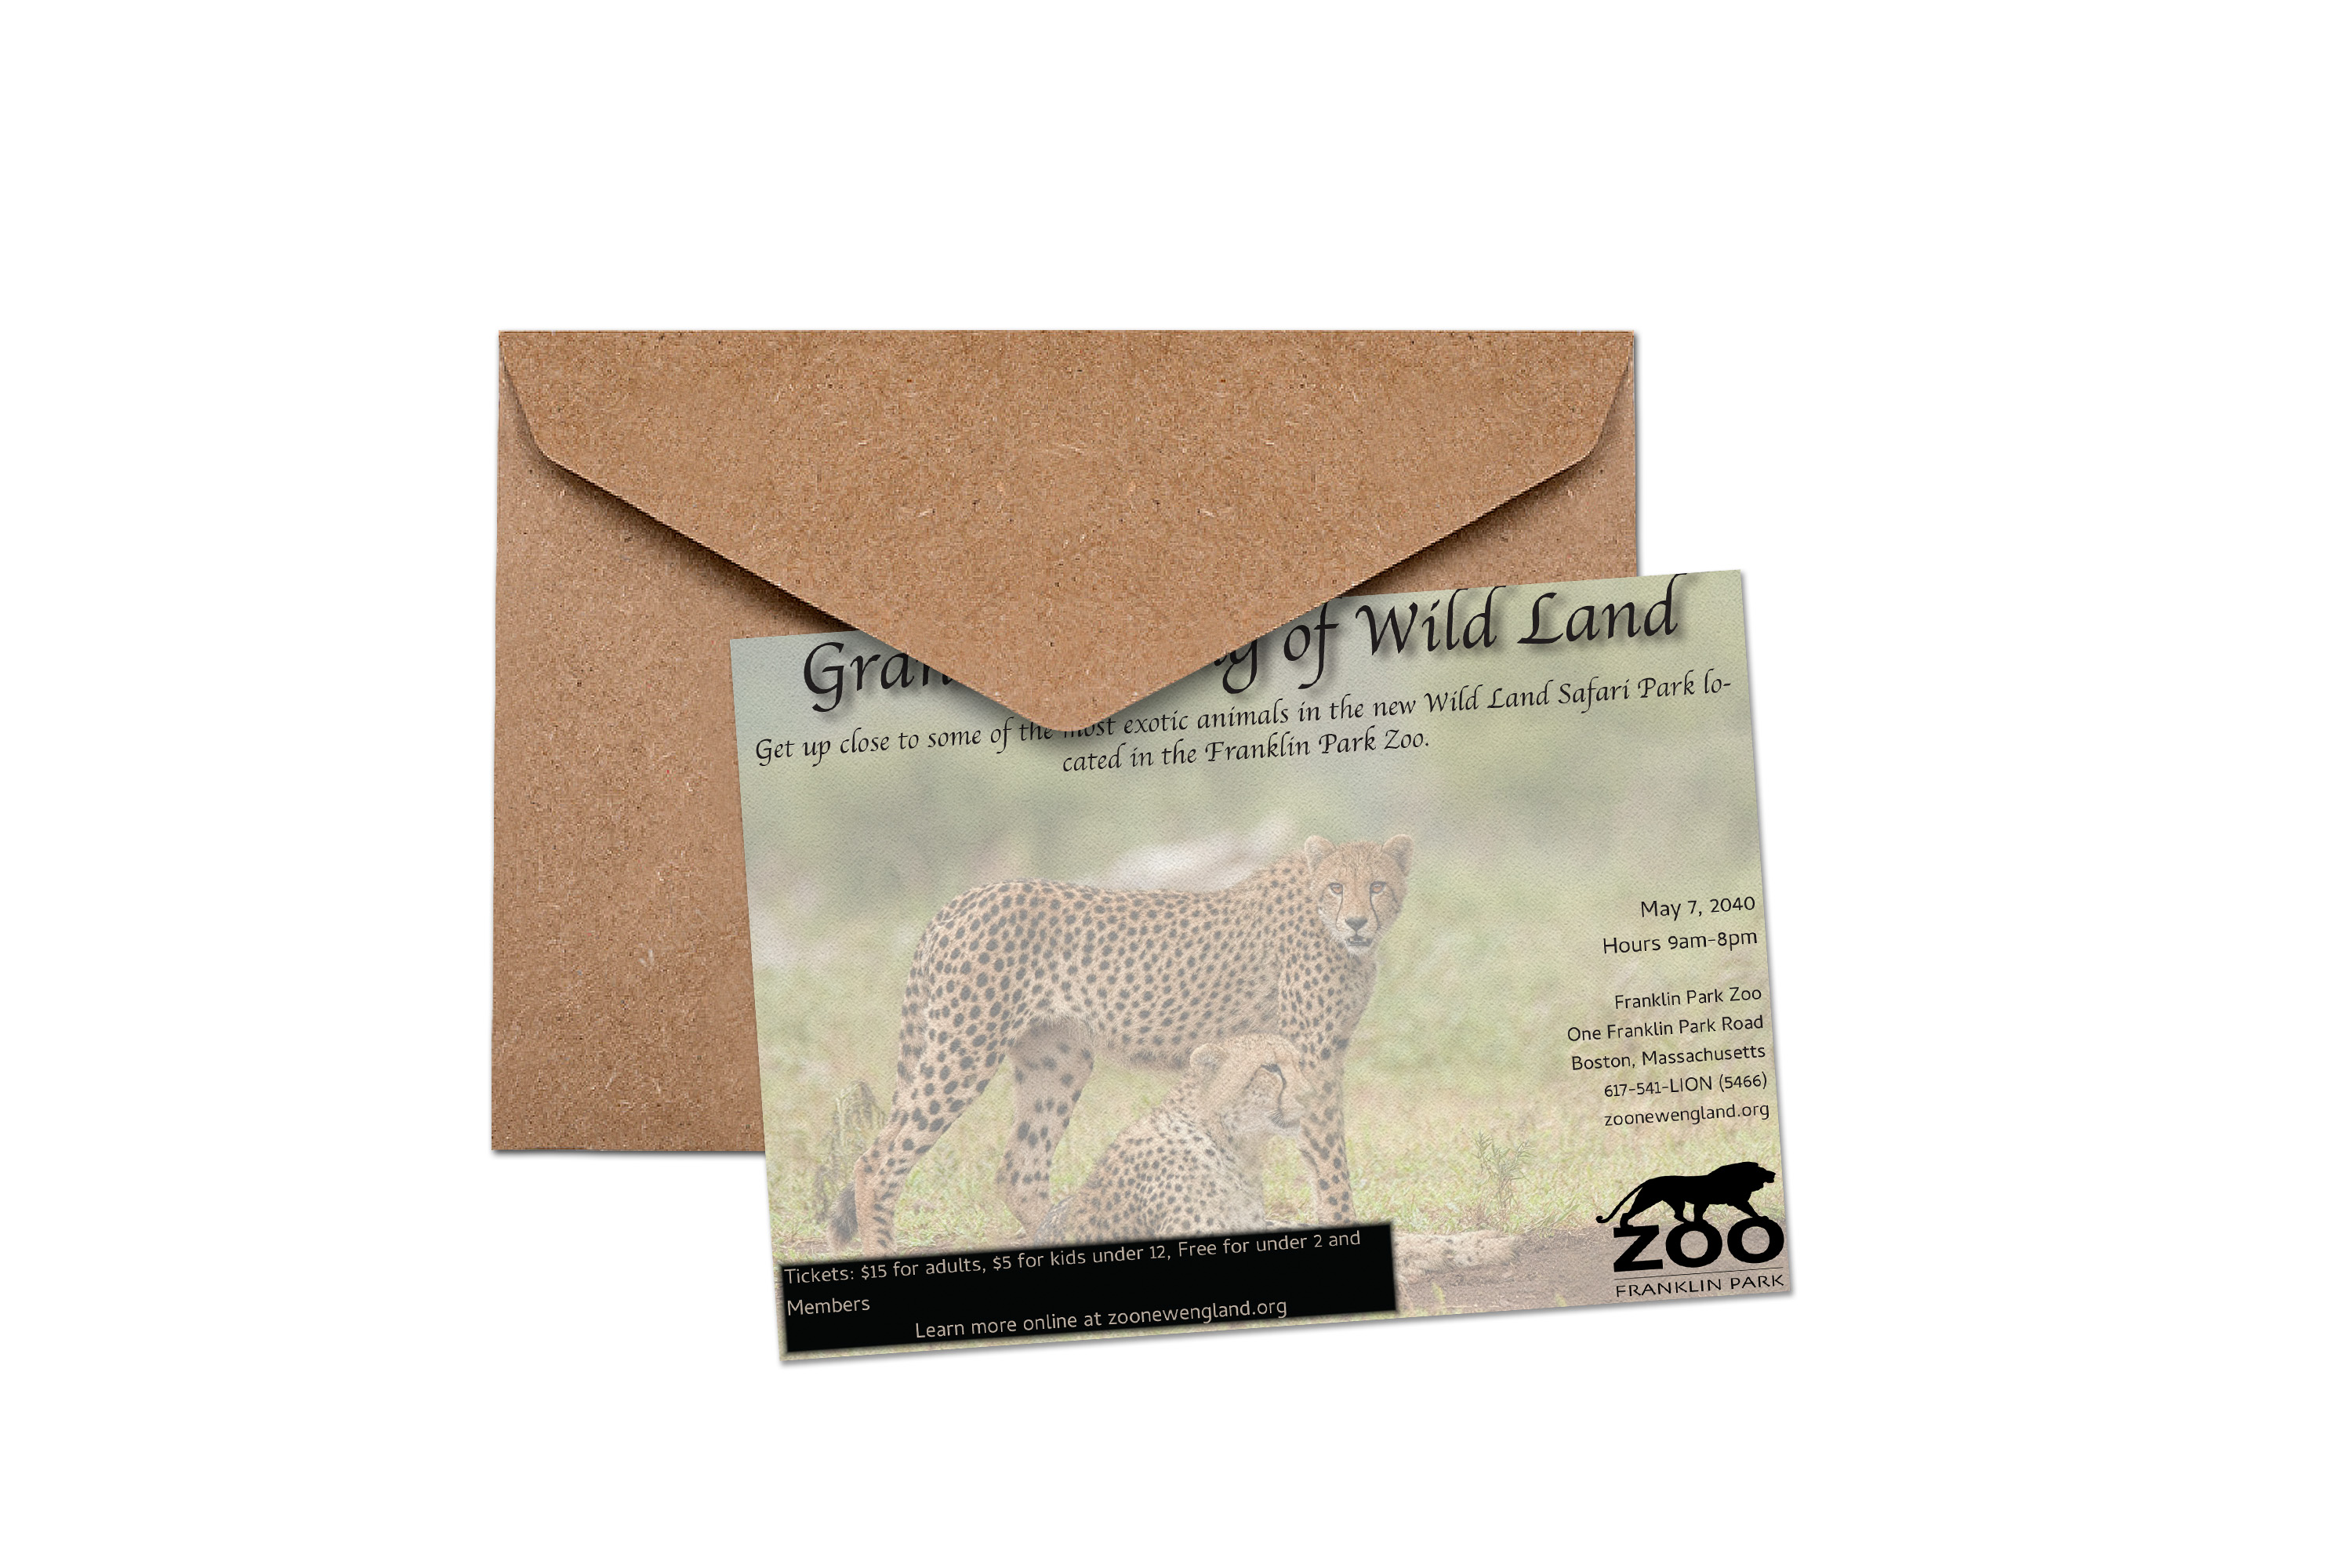 Gran g of Wild Land
Get up close to some of the most exotic animals in the new Wild Land Safari Park lo-
cated in the Franklin Park Zoo.
May 7, 2040
Hours 9am-8pm
Franklin Park Zoo
One Franklin Park Road
Boston, Massachusetts
617-541-LION (5466)
zoonewengland.org
ZOO
FRANKLIN PARK
Tickets: $15 for adults, $5 for kids under 12, Free for under 2 and
Members
Learn more online at zoonewengland.org